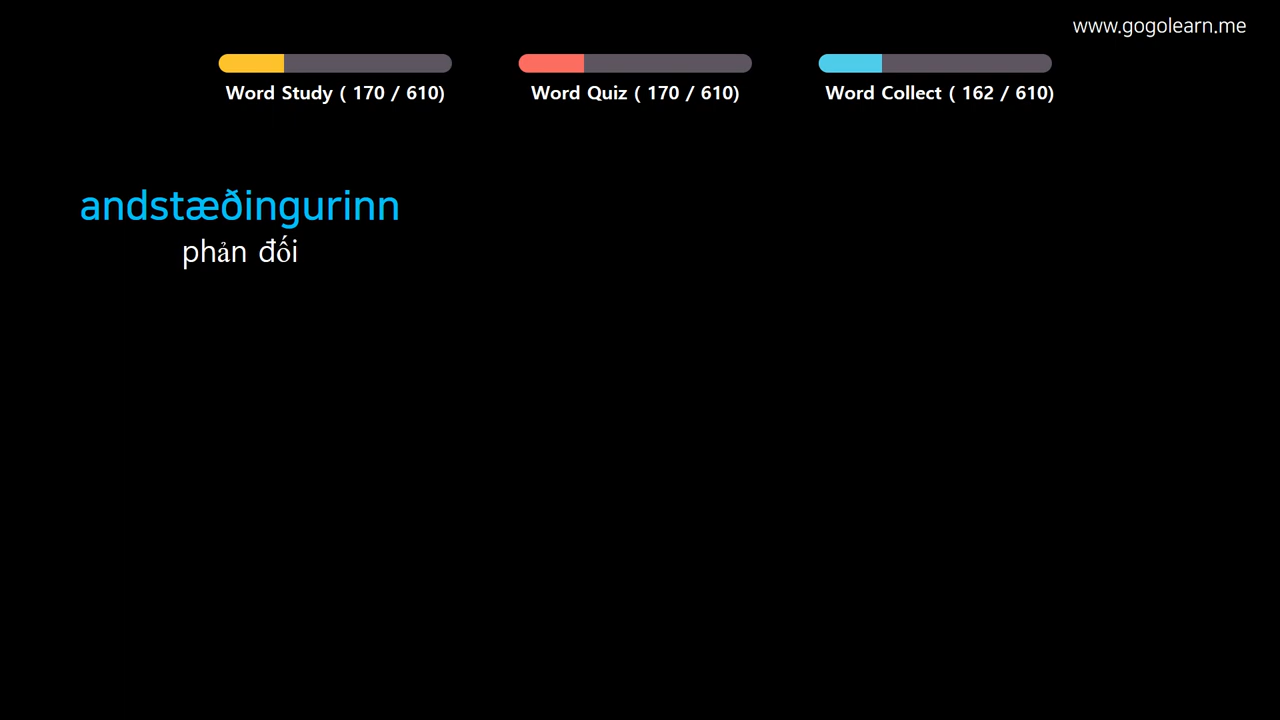 www.gogolearn.me
Word Study ( 170 / 610)
Word Quiz ( 170 / 610)
Word Collect ( 162 / 610)
andstæðingurinn
phản đối